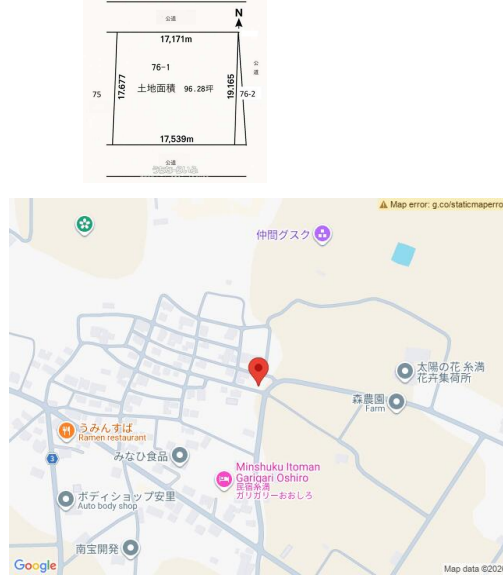 公道
N
17,171m
公道
76-1
土地面積 96.28坪
75
17.677
19.165
76-2
17,539m
公道
Map error: g.co/staticmaperro
仲間グスク
太陽の花 糸満
花卉集荷所
森農園
Farm
うみんすば
Ramen restaurant
3
みなひ食品
Minshuku Itoman
Garigari Oshiro
民宿糸満
ガリガリーおおしろ
ボディショップ安里
Auto body shop
南宝開発
Google
Map data ©202